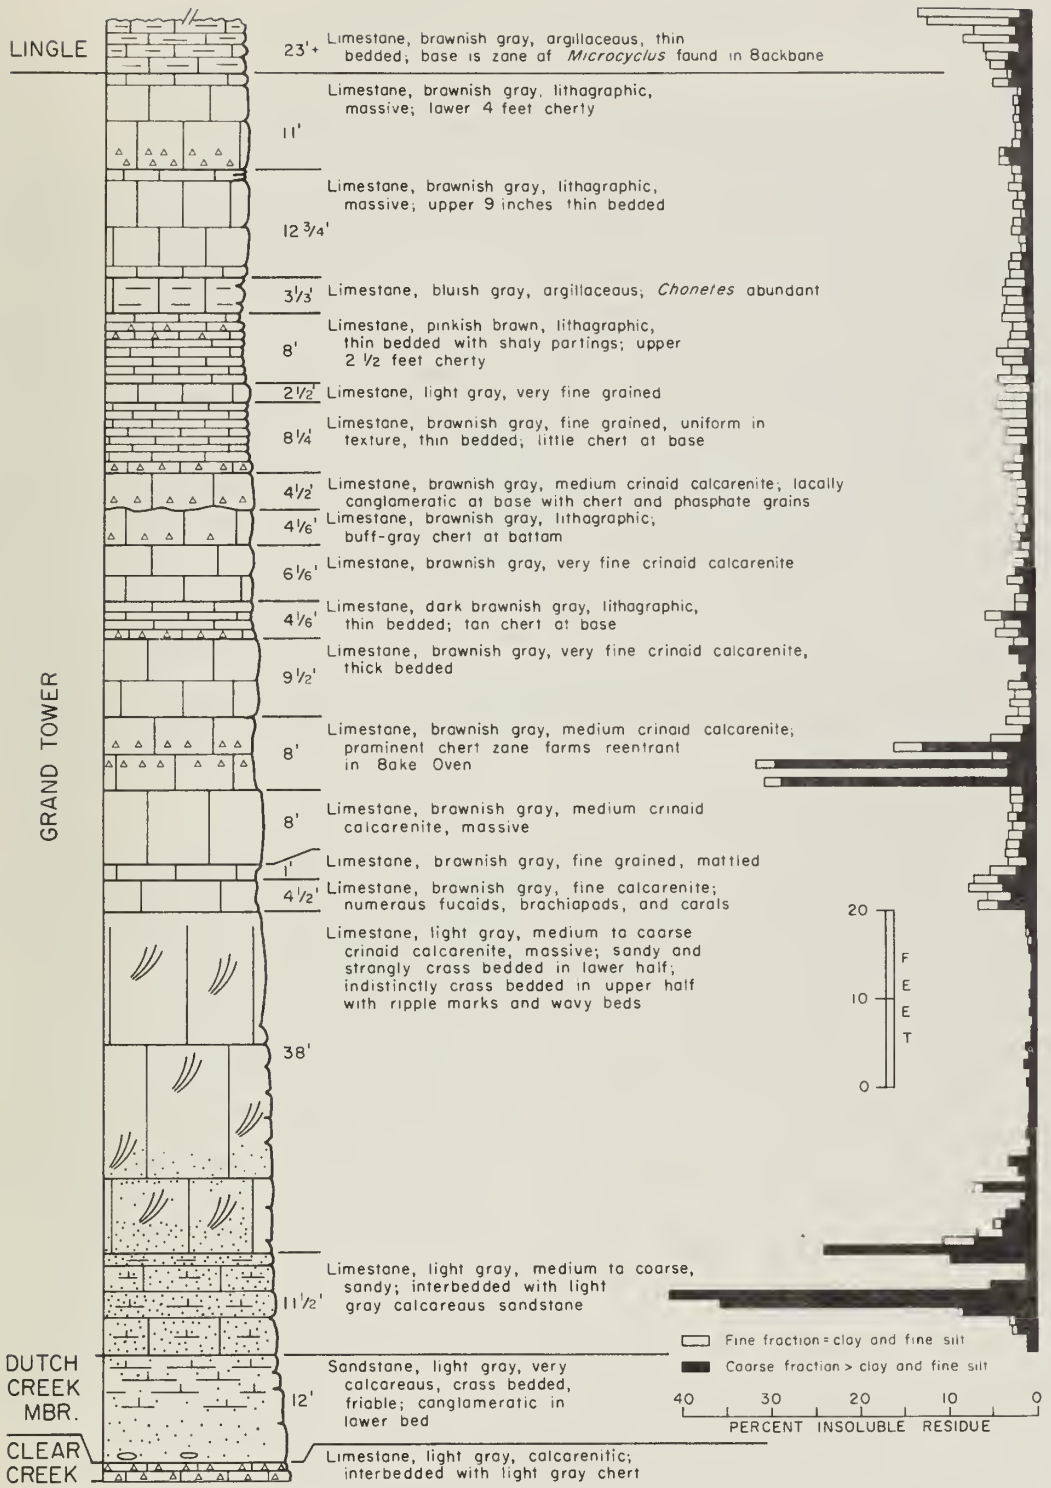 LINGLE
23'+
Limestone, brownish gray, argillaceous, thin
bedded; base is zone of Microcyclus found in Backbone
11'
Limestone, brownish gray, lithographic,
massive; lower 4 feet cherty
12 3/4'
Limestone, brownish gray, lithographic,
massive; upper 9 inches thin bedded
3 1/3'
Limestone, bluish gray, argillaceous; Chonetes abundant
8'
Limestone, pinkish brown, lithographic,
thin bedded with shaly partings; upper
2 1/2 feet cherty
2 1/2'
Limestone, light gray, very fine grained
8 1/4'
Limestone, brownish gray, fine grained, uniform in
texture, thin bedded; little chert at base
4 1/2'
Limestone, brownish gray, medium crinoid calcarenite; locally
conglomeratic at base with chert and phosphate grains
4 1/6'
Limestone, brownish gray, lithographic;
buff-gray chert at bottom
6 1/6'
Limestone, brownish gray, very fine crinoid calcarenite
4 1/6'
Limestone, dark brownish gray, lithographic,
thin bedded; tan chert at base
9 1/2'
Limestone, brownish gray, very fine crinoid calcarenite,
thick bedded
GRAND TOWER
8'
Limestone, brownish gray, medium crinoid calcarenite;
prominent chert zone forms reentrant
in Bake Oven
8'
Limestone, brownish gray, medium crinoid
calcarenite, massive
1'
Limestone, brownish gray, fine grained, mottled
4 1/2'
Limestone, brownish gray, fine calcarenite;
numerous fucoids, brachiopods, and corals
38'
Limestone, light gray, medium to coarse
crinoid calcarenite, massive; sandy and
strongly cross bedded in lower half;
indistinctly cross bedded in upper half
with ripple marks and wavy beds
20
10
0
FEET
11 1/2'
Limestone, light gray, medium to coarse,
sandy; interbedded with light
gray calcareous sandstone
Fine fraction = clay and fine silt
Coarse fraction > clay and fine silt
DUTCH
CREEK
MBR.
12'
Sandstone, light gray, very
calcareous, cross bedded,
friable; conglomeratic in
lower bed
40 30 20 10 0
PERCENT INSOLUBLE RESIDUE
CLEAR
CREEK
Limestone, light gray, calcarenitic;
interbedded with light gray chert